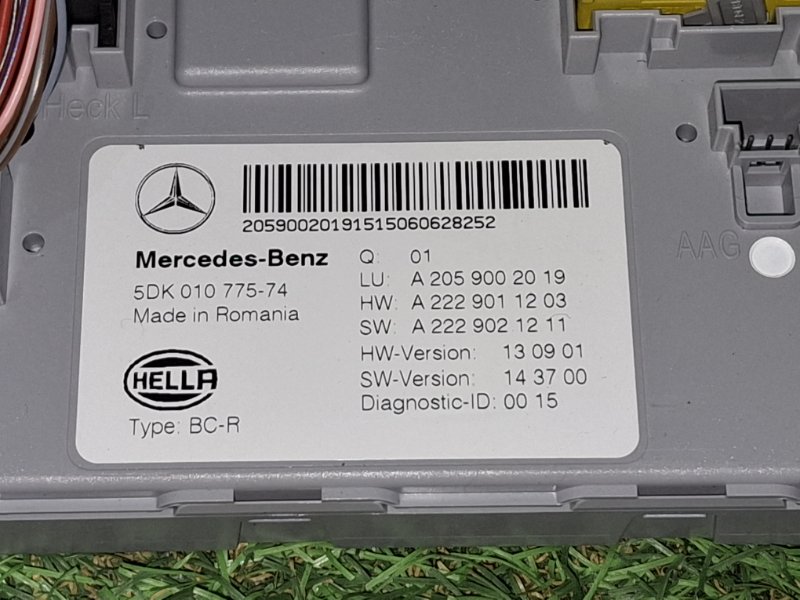 Heck L
20590020191515060628252
Mercedes-Benz
5DK 010 775-74
Made in Romania
HELLA
Type: BC-R
Q: 01
LU: A 205 900 20 19
HW: A 222 901 12 03
SW: A 222 902 12 11
HW-Version: 13 09 01
SW-Version: 14 37 00
Diagnostic-ID: 00 15
AAG